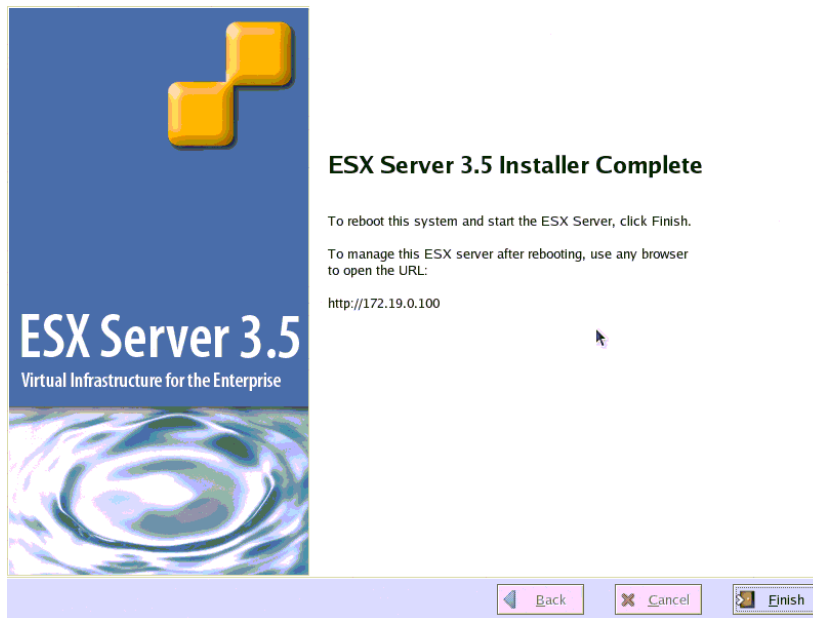 ESX Server 3.5 Installer Complete
To reboot this system and start the ESX Server, click Finish.
To manage this ESX server after rebooting, use any browser
to open the URL:
http://172.19.0.100
ESX Server 3.5
Virtual Infrastructure for the Enterprise
Back
Cancel
Finish